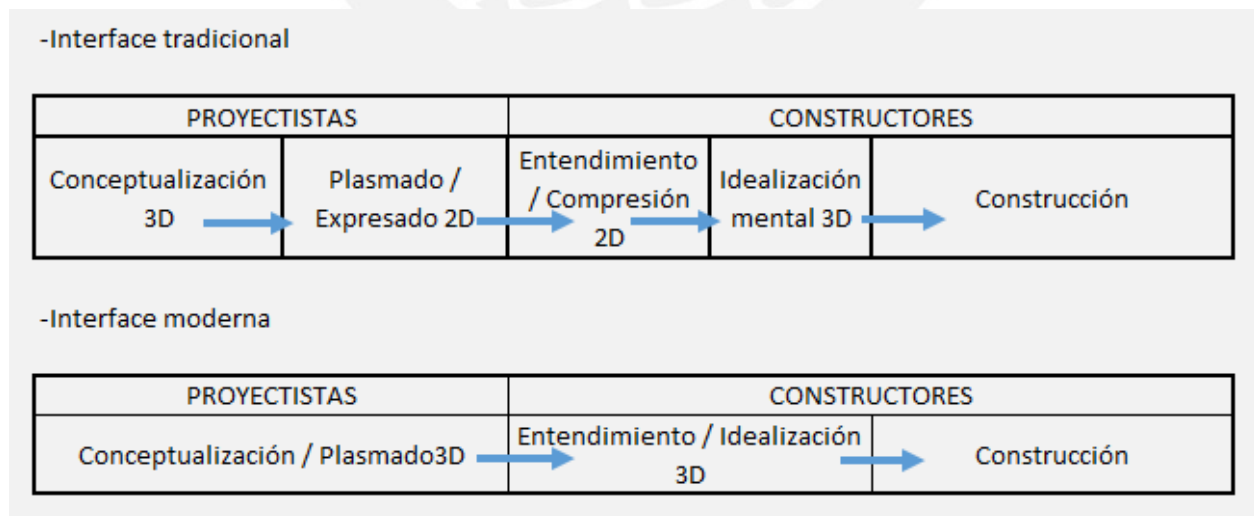 -Interface tradicional
PROYECTISTAS CONSTRUCTORES
Conceptualización
3D
Plasmado /
Expresado 2D
Entendimiento
/ Compresión
2D
Idealización
mental 3D
Construcción
-Interface moderna
PROYECTISTAS CONSTRUCTORES
Conceptualización / Plasmado3D
Entendimiento / Idealización
3D
Construcción